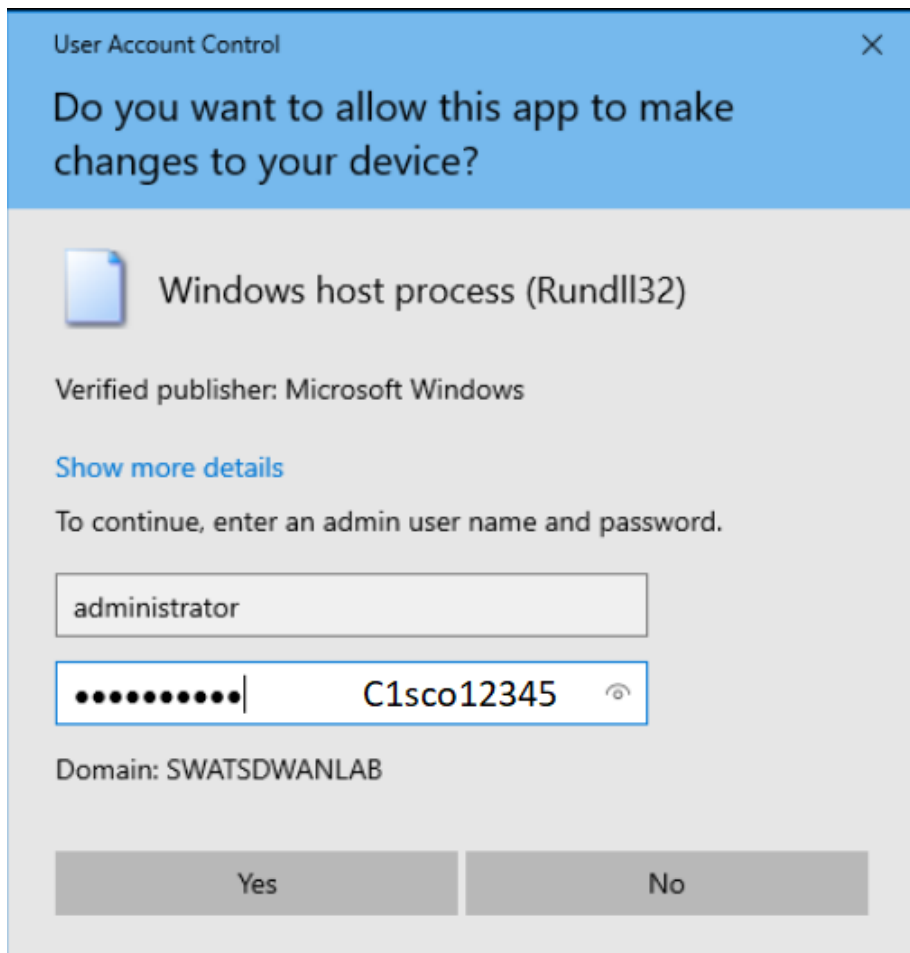 User Account Control
Do you want to allow this app to make
changes to your device?
Windows host process (Rundll32)
Verified publisher: Microsoft Windows
Show more details
To continue, enter an admin user name and password.
administrator
●●●●●●●●●● C1sco12345
Domain: SWATSDWANLAB
Yes No